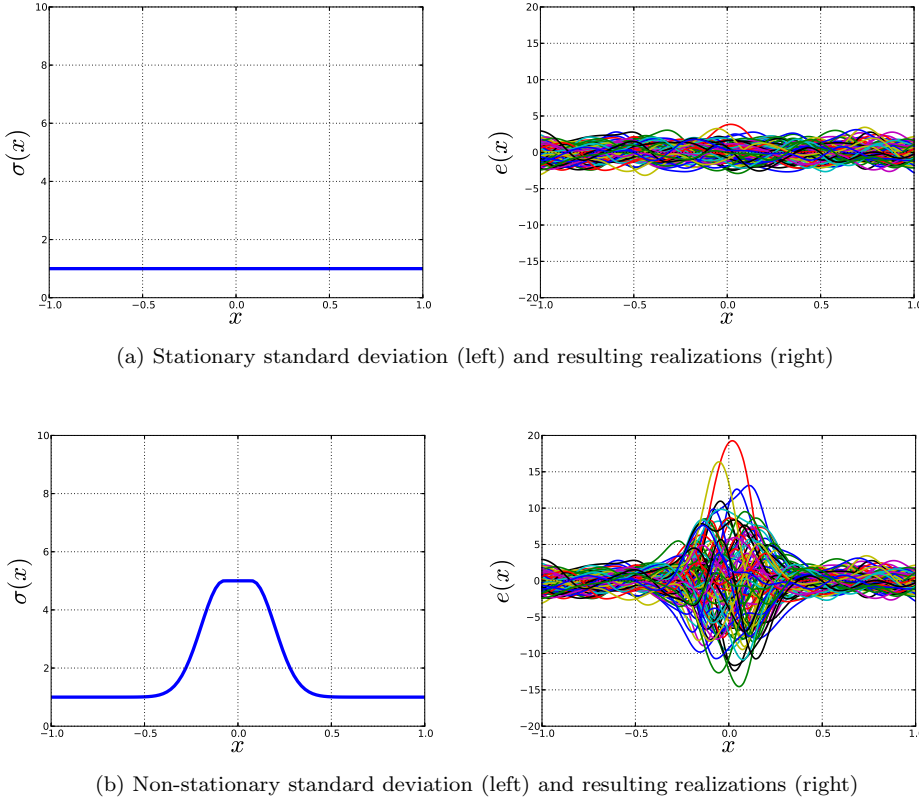 10
8
6
4
2
0
σ(x)
−1.0 −0.5 0.0 0.5 1.0
x
20
15
10
5
0
−5
−10
−15
−20
e(x)
−1.0 −0.5 0.0 0.5 1.0
x
(a) Stationary standard deviation (left) and resulting realizations (right)
10
8
6
4
2
0
σ(x)
−1.0 −0.5 0.0 0.5 1.0
x
20
15
10
5
0
−5
−10
−15
−20
e(x)
−1.0 −0.5 0.0 0.5 1.0
x
(b) Non-stationary standard deviation (left) and resulting realizations (right)